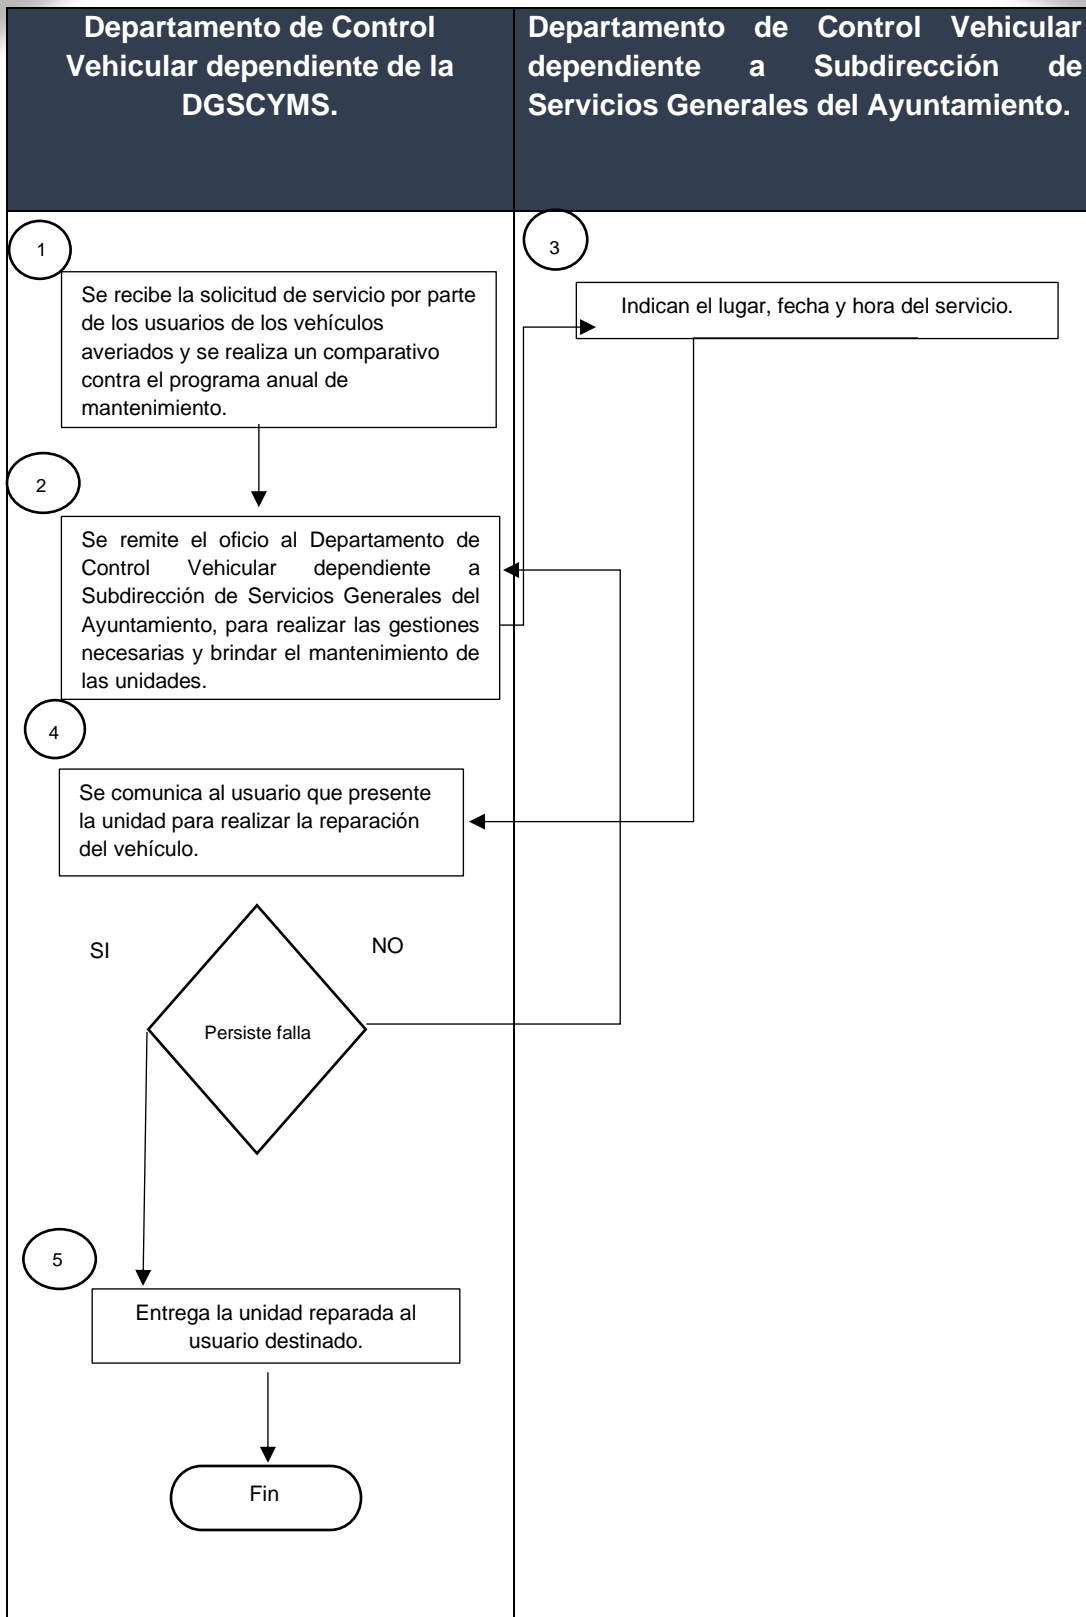 Departamento de Control
Vehicular dependiente de la
DGSCYMS.
Departamento de Control Vehicular
dependiente a Subdirección de
Servicios Generales del Ayuntamiento.
1
Se recibe la solicitud de servicio por parte
de los usuarios de los vehículos
averiados y se realiza un comparativo
contra el programa anual de
mantenimiento.
3
Indican el lugar, fecha y hora del servicio.
2
Se remite el oficio al Departamento de
Control Vehicular dependiente a
Subdirección de Servicios Generales del
Ayuntamiento, para realizar las gestiones
necesarias y brindar el mantenimiento de
las unidades.
4
Se comunica al usuario que presente
la unidad para realizar la reparación
del vehículo.
SI
NO
Persiste falla
5
Entrega la unidad reparada al
usuario destinado.
Fin